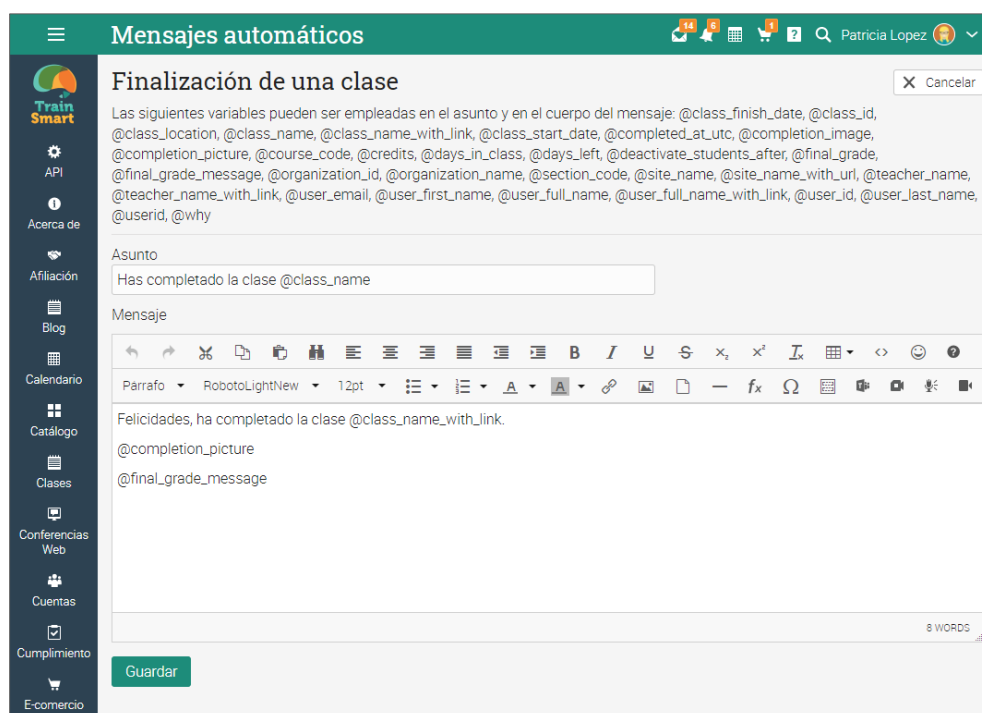 Mensajes automáticos
14
6
1
Patricia Lopez
Train
Smart
API
Acerca de
Afiliación
Blog
Calendario
Catálogo
Clases
Conferencias
Web
Cuentas
Cumplimiento
E-comercio
Finalización de una clase
Cancelar
Las siguientes variables pueden ser empleadas en el asunto y en el cuerpo del mensaje: @class_finish_date, @class_id,
@class_location, @class_name, @class_name_with_link, @class_start_date, @completed_at_utc, @completion_image,
@completion_picture, @course_code, @credits, @days_in_class, @days_left, @deactivate_students_after, @final_grade,
@final_grade_message, @organization_id, @organization_name, @section_code, @site_name, @site_name_with_url, @teacher_name,
@teacher_name_with_link, @user_email, @user_first_name, @user_full_name, @user_full_name_with_link, @user_id, @user_last_name,
@userid, @why
Asunto
Has completado la clase @class_name
Mensaje
Párrafo RobotoLightNew 12pt
Felicidades, ha completado la clase @class_name_with_link.
@completion_picture
@final_grade_message
8 WORDS
Guardar